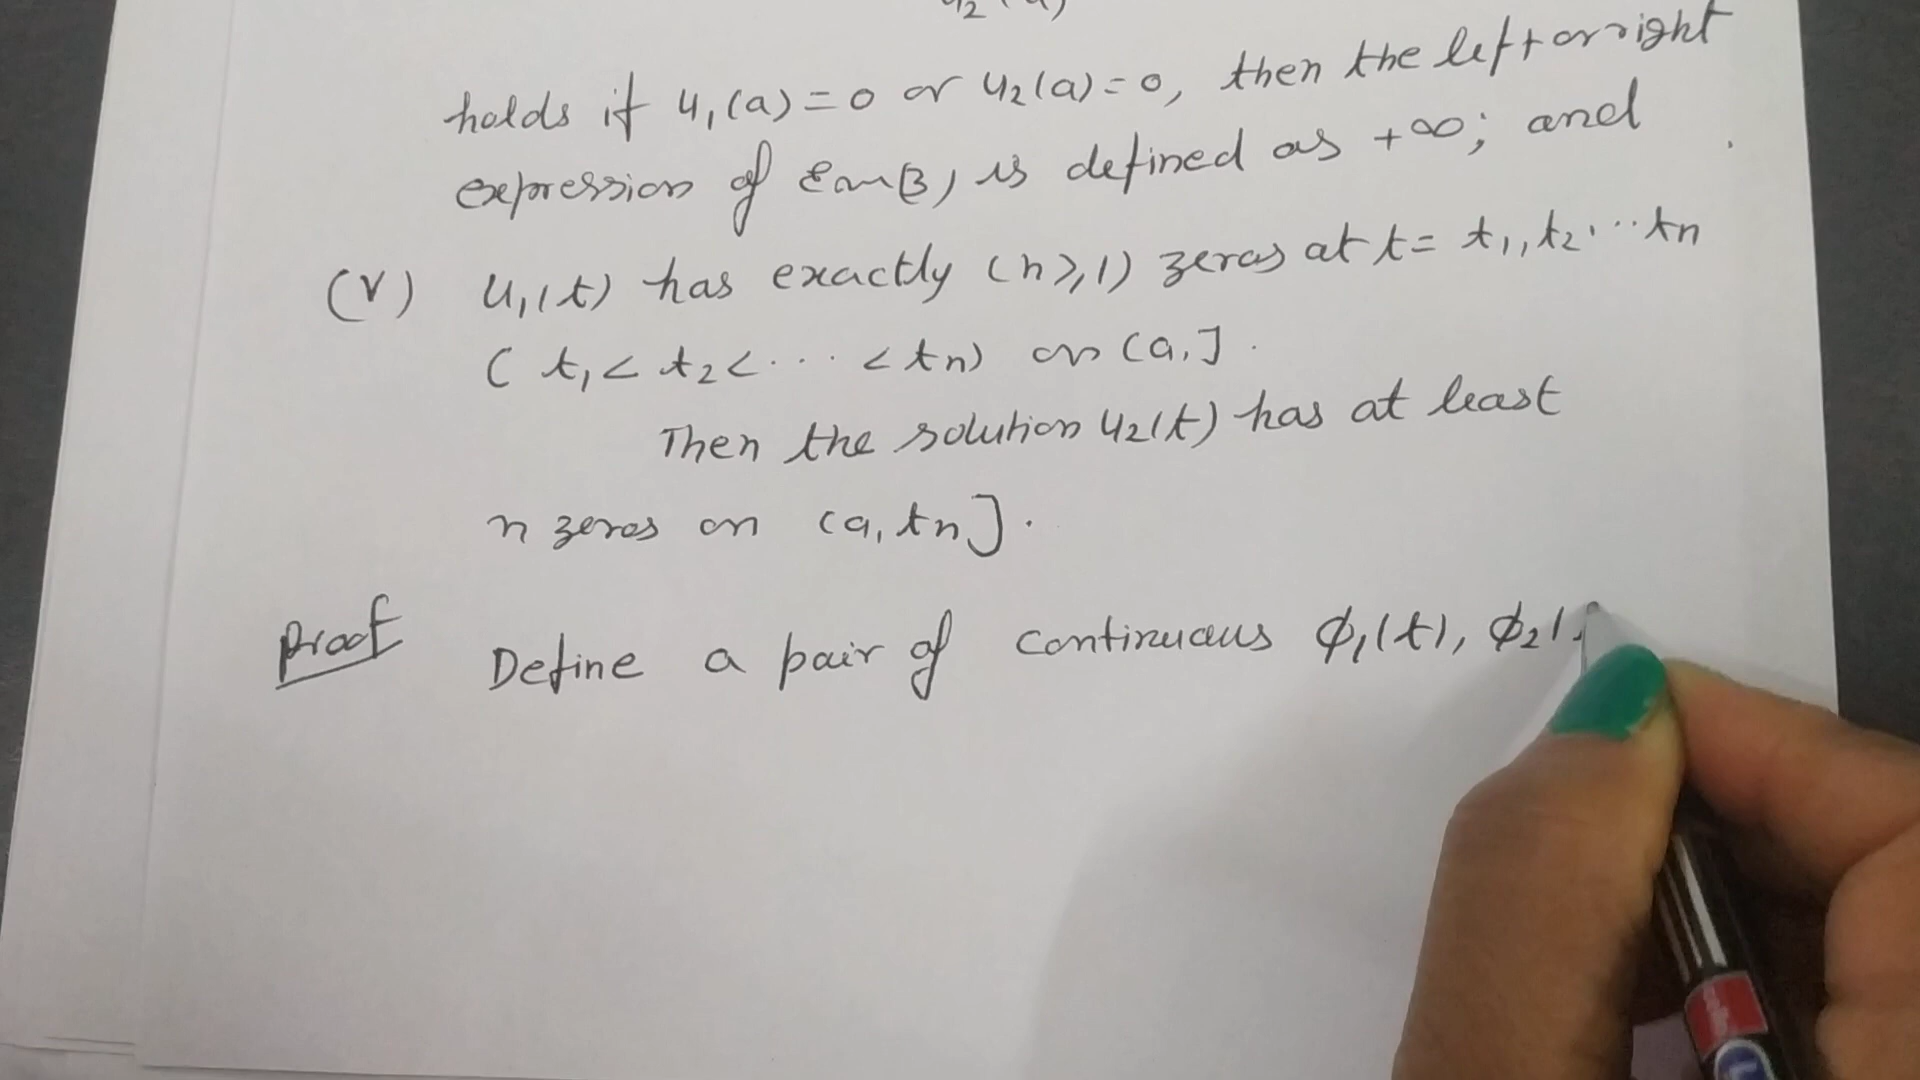 u2(a)
holds if u1(a)=0 or u2(a)=0, then the left or right
expression of Eqn(3) is defined as +∞; and
(V) u1(t) has exactly (n≥1) zeros at t= t1, t2...tn
(t1< t2<...<tn) on (a,].
Then the solution u2(t) has at least
n zeros on (a, tn].
Proof Define a pair of continuous ϕ1(t), ϕ2(